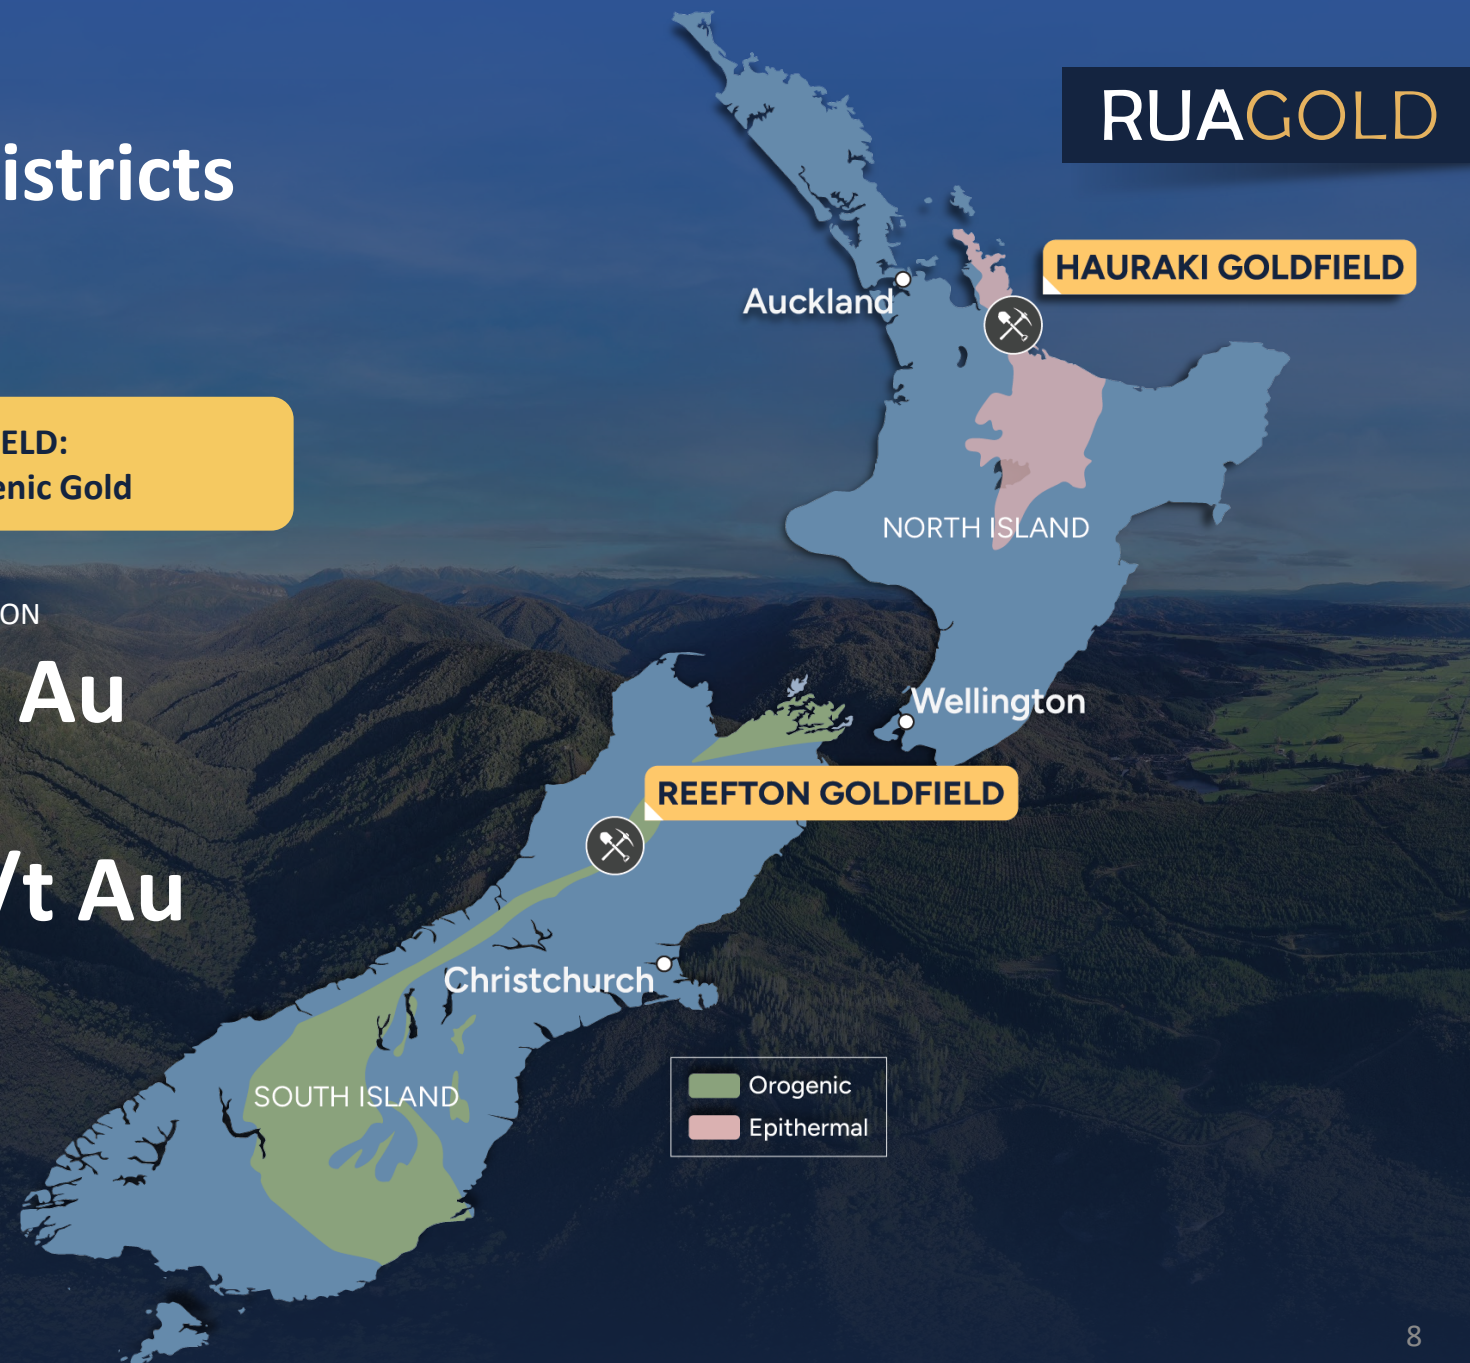 RUAGOLD
istricts
HAURAKI GOLDFIELD
Auckland
ELD:
enic Gold
NORTH ISLAND
ON
Au
Wellington
REEFTON GOLDFIELD
/t Au
Christchurch
SOUTH ISLAND
Orogenic
Epithermal
8